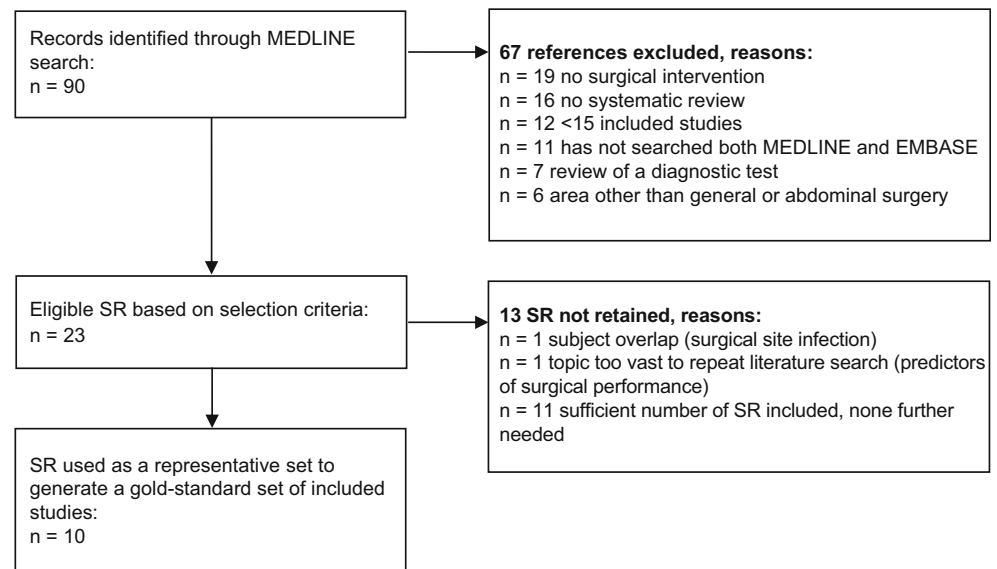 Records identified through MEDLINE
search:
n = 90
67 references excluded, reasons:
n = 19 no surgical intervention
n = 16 no systematic review
n = 12 <15 included studies
n = 11 has not searched both MEDLINE and EMBASE
n = 7 review of a diagnostic test
n = 6 area other than general or abdominal surgery
Eligible SR based on selection criteria:
n = 23
13 SR not retained, reasons:
n = 1 subject overlap (surgical site infection)
n = 1 topic too vast to repeat literature search (predictors
of surgical performance)
n = 11 sufficient number of SR included, none further
needed
SR used as a representative set to
generate a gold-standard set of included
studies:
n = 10